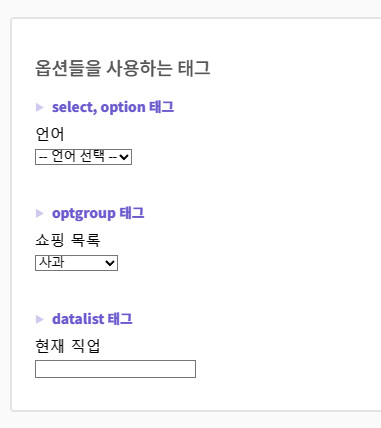 옵션들을 사용하는 태그
▶ select, option 태그
언어
-- 언어 선택 --
▶ optgroup 태그
쇼핑 목록
사과
▶ datalist 태그
현재 직업